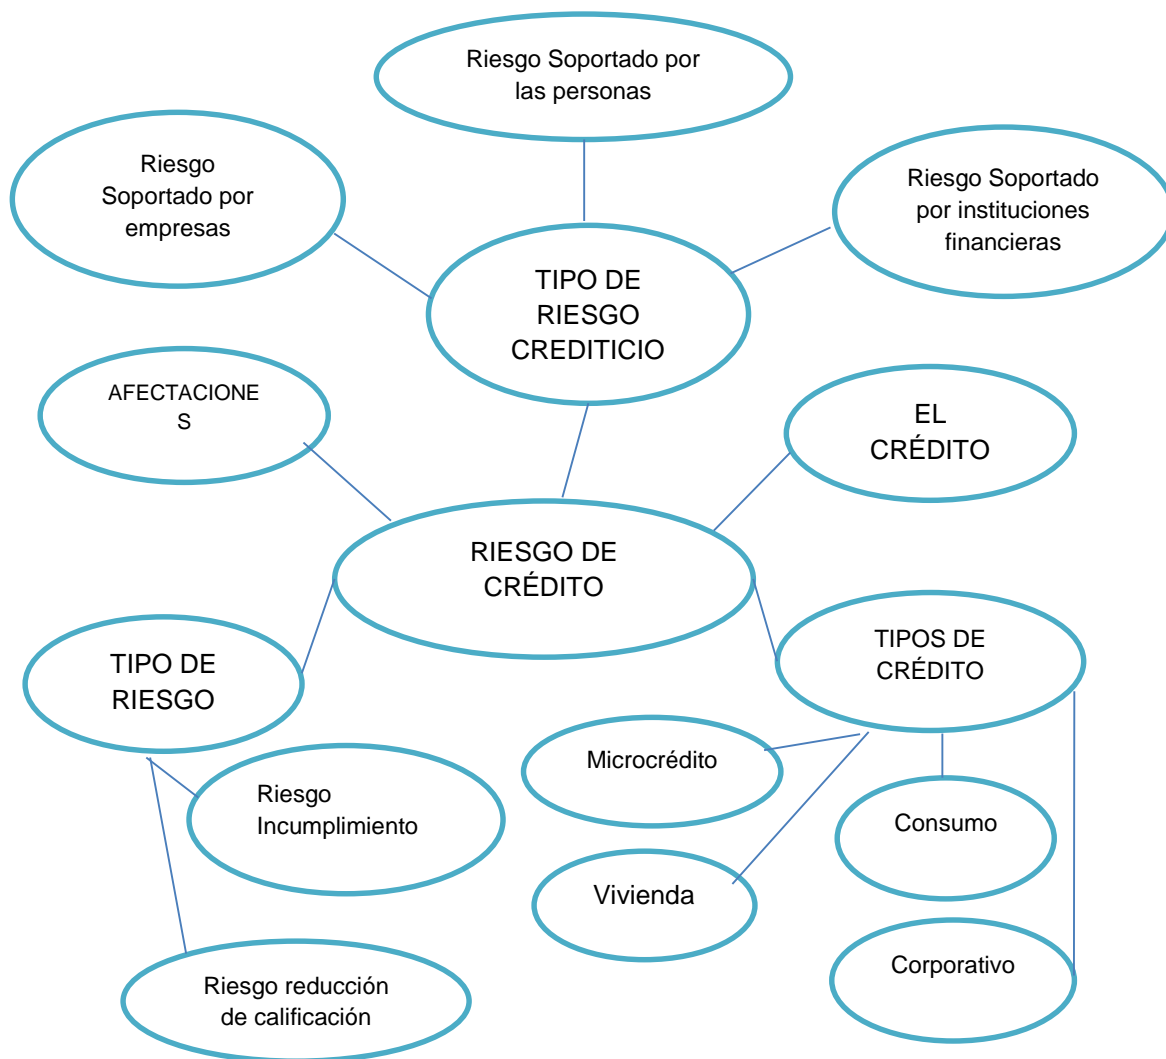 Riesgo Soportado por
las personas
Riesgo
Soportado por
empresas
Riesgo Soportado
por instituciones
financieras
TIPO DE
RIESGO
CREDITICIO
AFECTACIONE
S
EL
CRÉDITO
RIESGO DE
CRÉDITO
TIPO DE
RIESGO
TIPOS DE
CRÉDITO
Microcrédito
Riesgo
Incumplimiento
Consumo
Vivienda
Corporativo
Riesgo reducción
de calificación